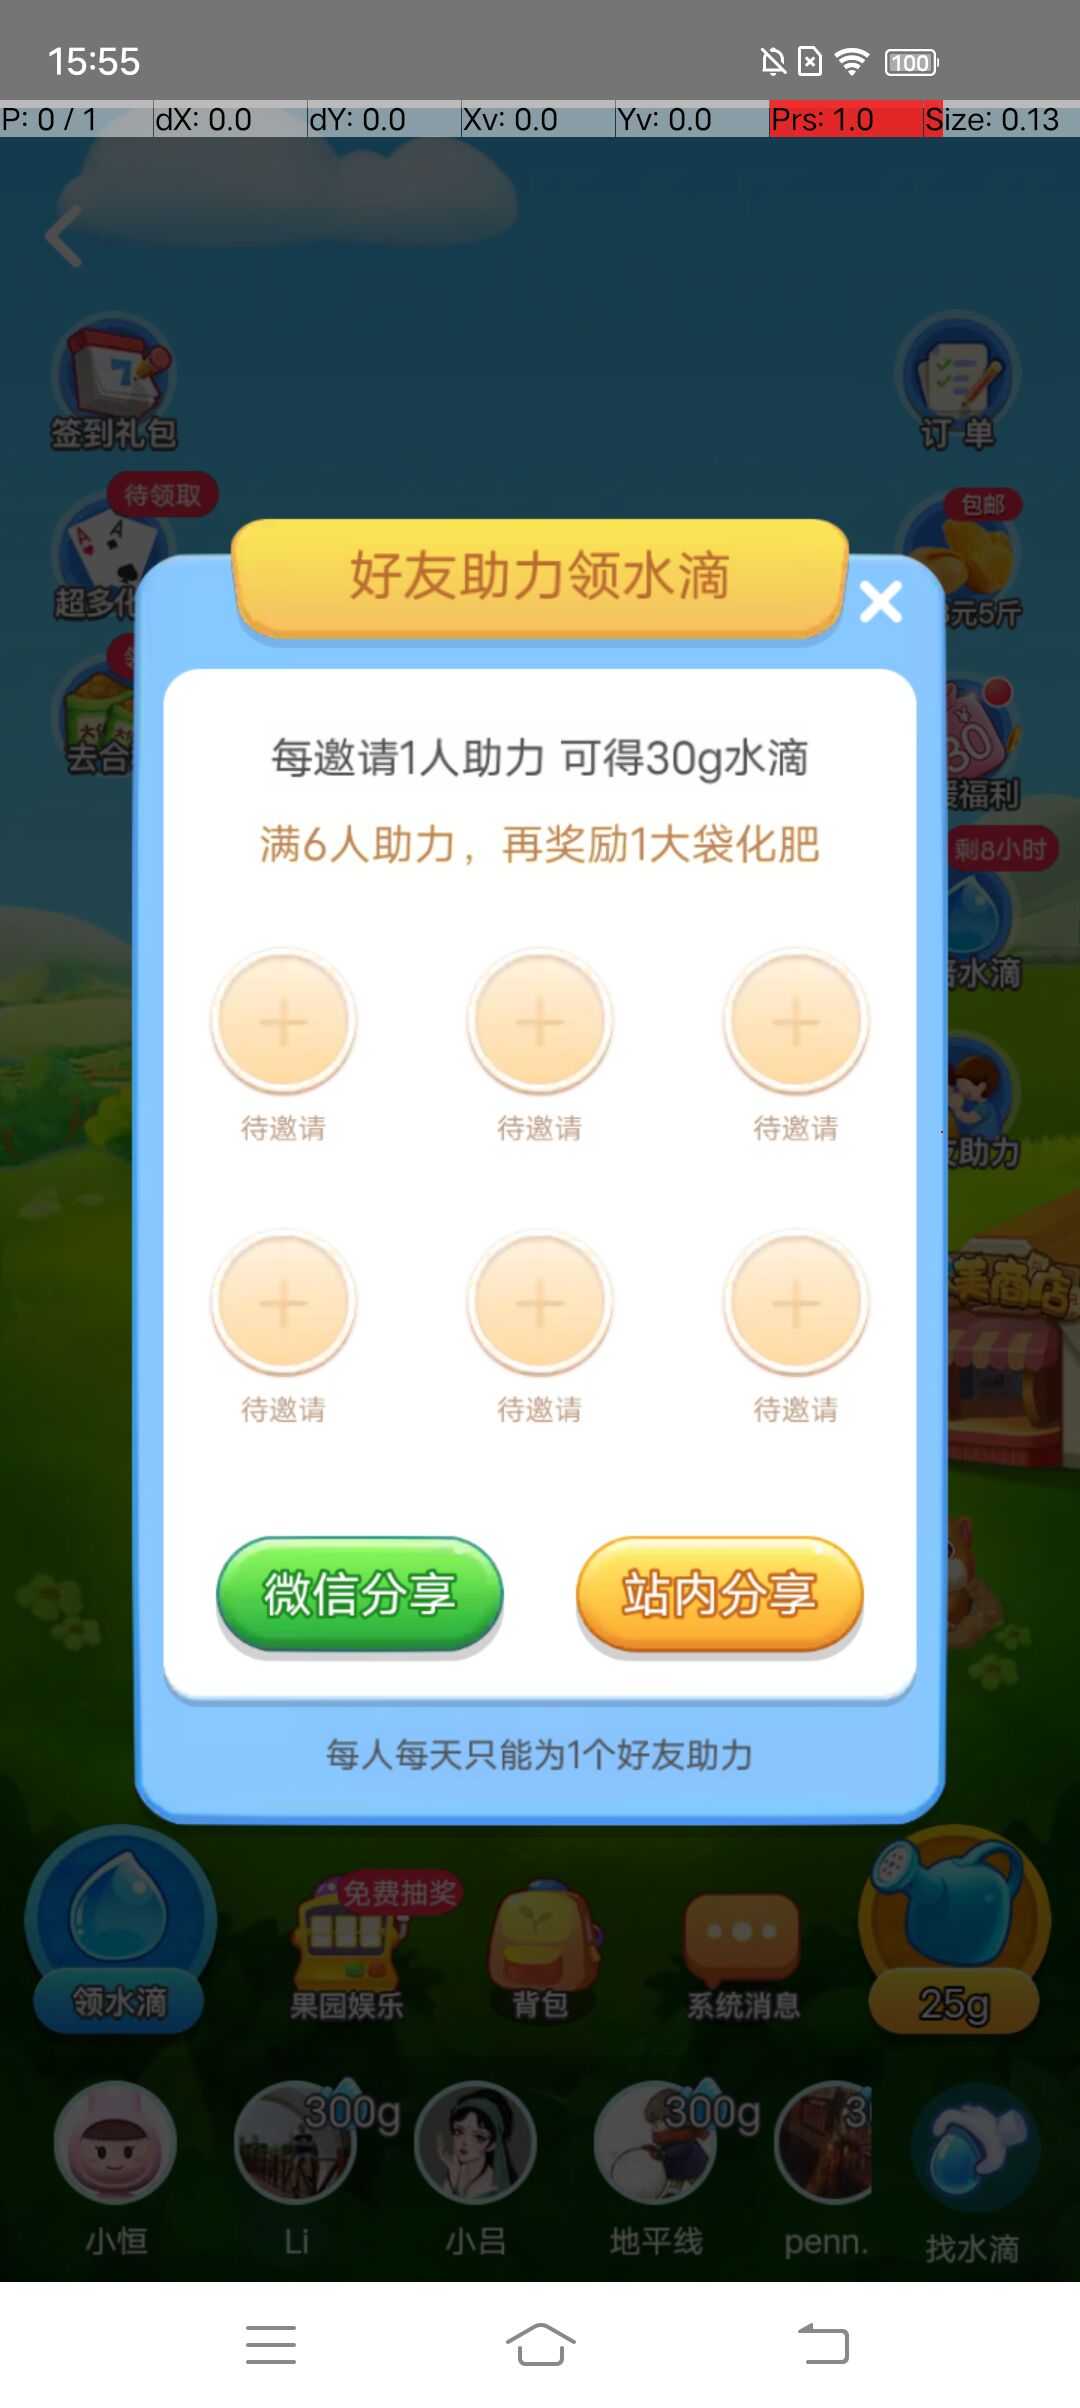 15:55
100
P: 0 / 1 dX: 0.0 dY: 0.0 Xv: 0.0 Yv: 0.0 Prs: 1.0 Size: 0.13
7
签到礼包
订单
待领取
包邮
超多
元5斤
好友助力领水滴
去合
每邀请1人助力 可得30g水滴
福利
满6人助力，再奖励1大袋化肥
剩8小时
水滴
待邀请 待邀请 待邀请
助力
美商店
待邀请 待邀请 待邀请
微信分享 站内分享
每人每天只能为1个好友助力
免费抽奖
领水滴 果园娱乐 背包 系统消息 25g
300g 300g
小恒 Li 小吕 地平线 penn. 找水滴